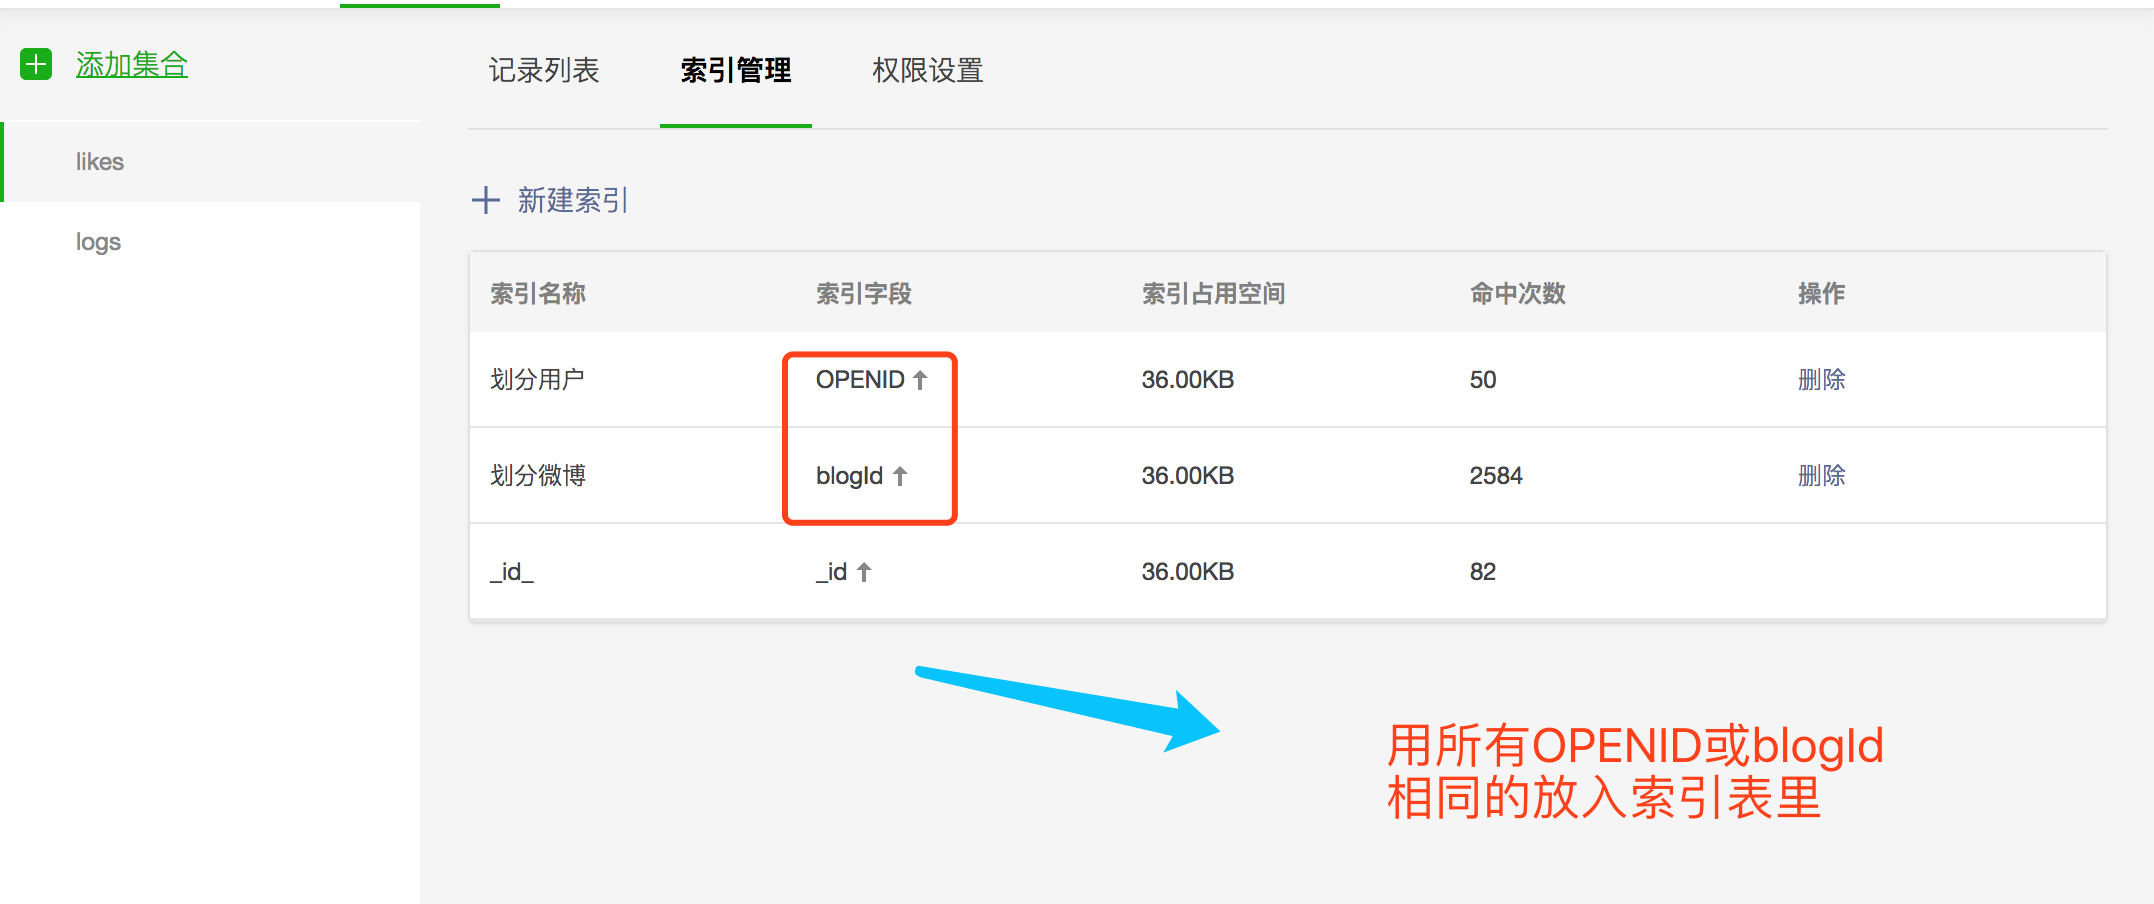 添加集合
记录列表 索引管理 权限设置
likes
logs
新建索引
索引名称 索引字段 索引占用空间 命中次数 操作
划分用户 OPENID↑ 36.00KB 50 删除
划分微博 blogId↑ 36.00KB 2584 删除
_id_ _id↑ 36.00KB 82
用所有OPENID或blogId
相同的放入索引表里